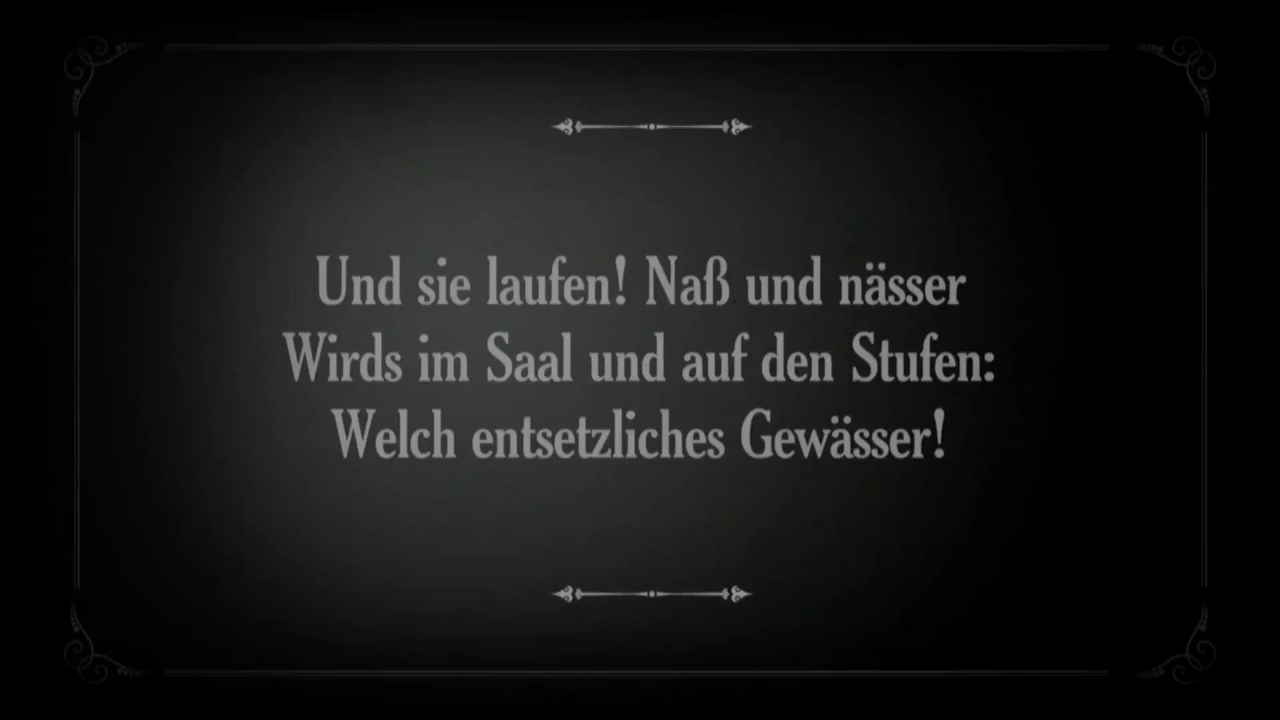 Und sie laufen! Naß und nässer
Wirds im Saal und auf den Stufen:
Welch entsetzliches Gewässer!